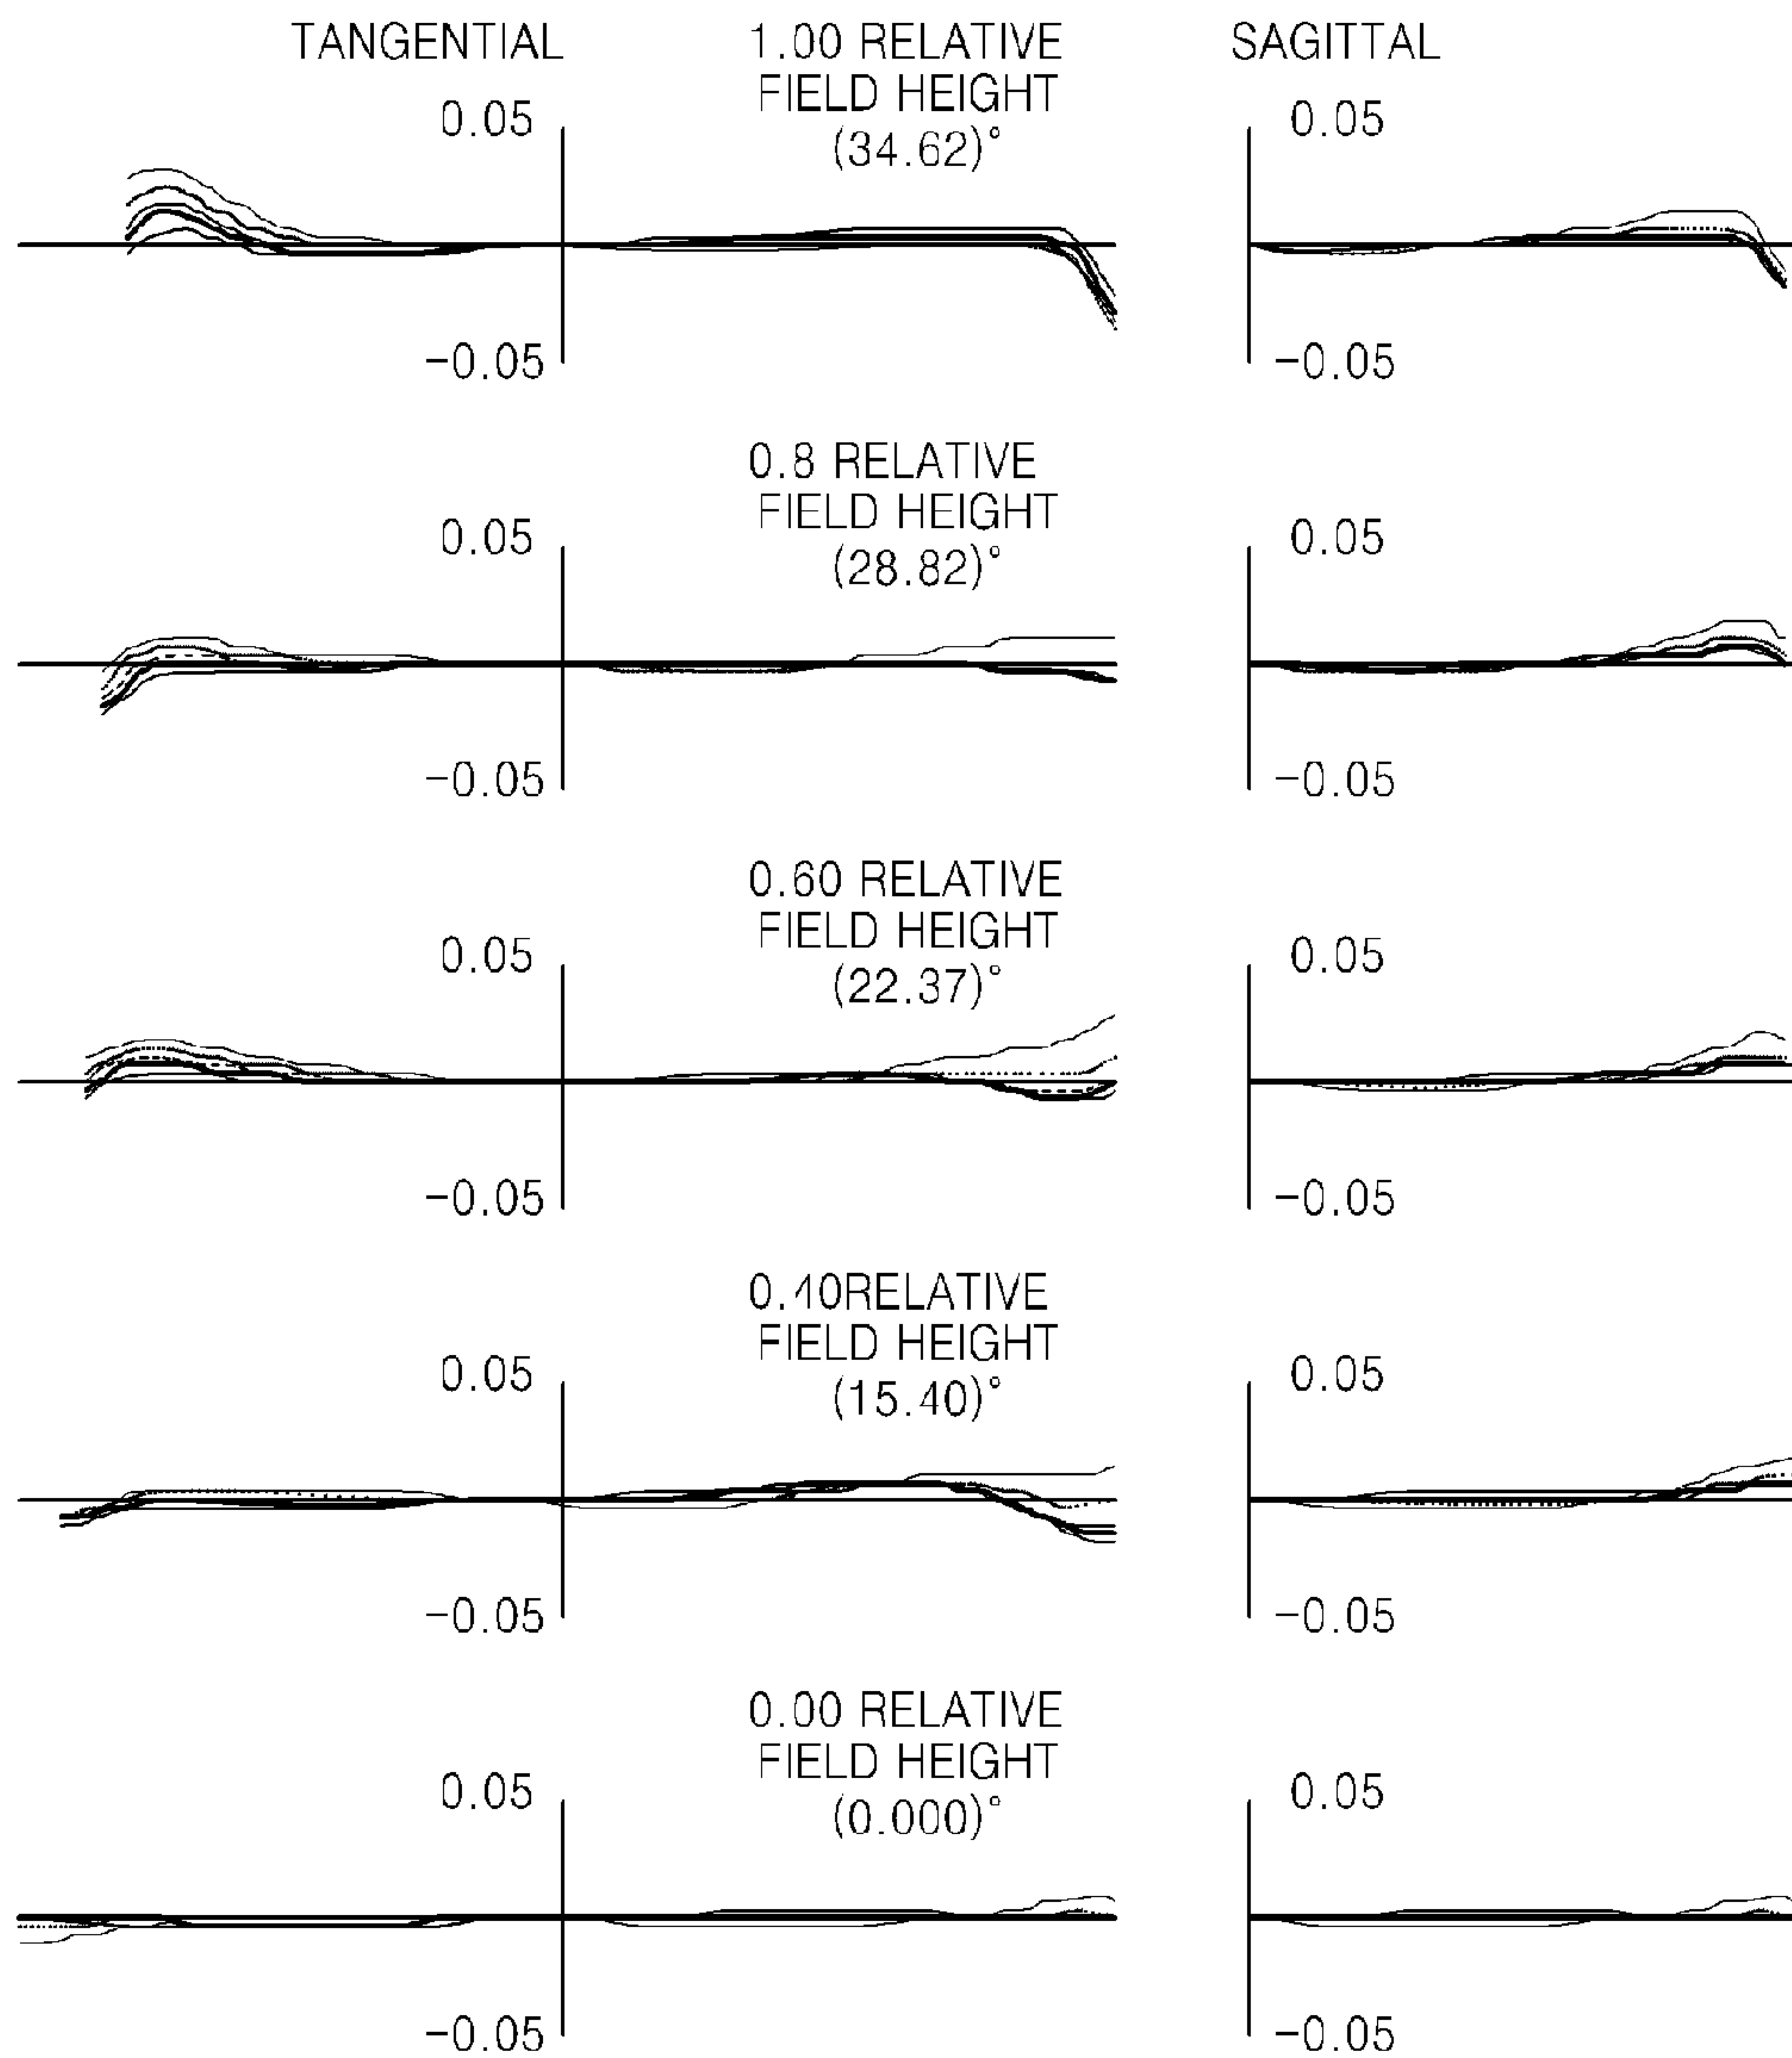 TANGENTIAL 1.00 RELATIVE SAGITTAL
FIELD HEIGHT
0.05 (34.62)° 0.05
-0.05 -0.05
0.8 RELATIVE
FIELD HEIGHT
0.05 (28.82)° 0.05
-0.05 -0.05
0.60 RELATIVE
FIELD HEIGHT
0.05 (22.37)° 0.05
-0.05 -0.05
0.40RELATIVE
FIELD HEIGHT
0.05 (15.40)° 0.05
-0.05 -0.05
0.00 RELATIVE
FIELD HEIGHT
0.05 (0.000)° 0.05
-0.05 -0.05